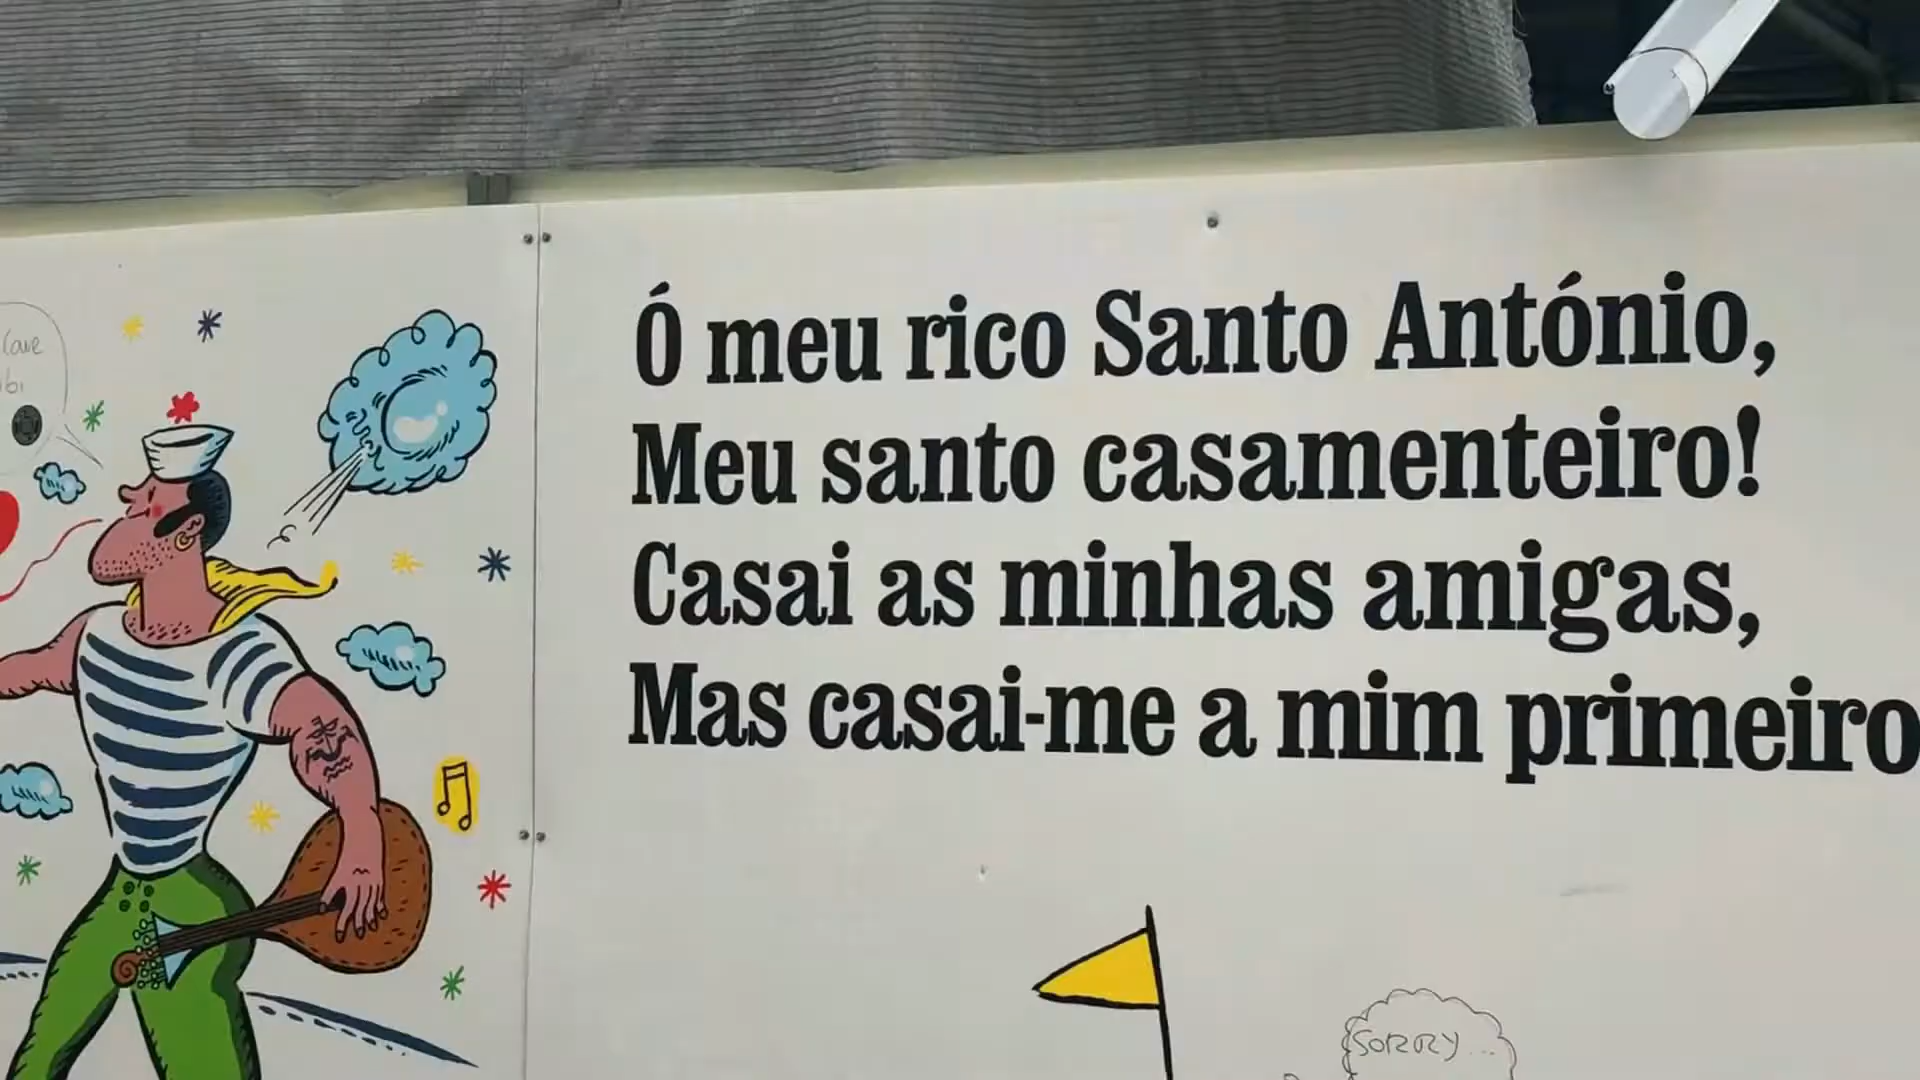 Ó meu rico Santo António,
Meu santo casamenteiro!
Casai as minhas amigas,
Mas casai-me a mim primeiro
SORRY...